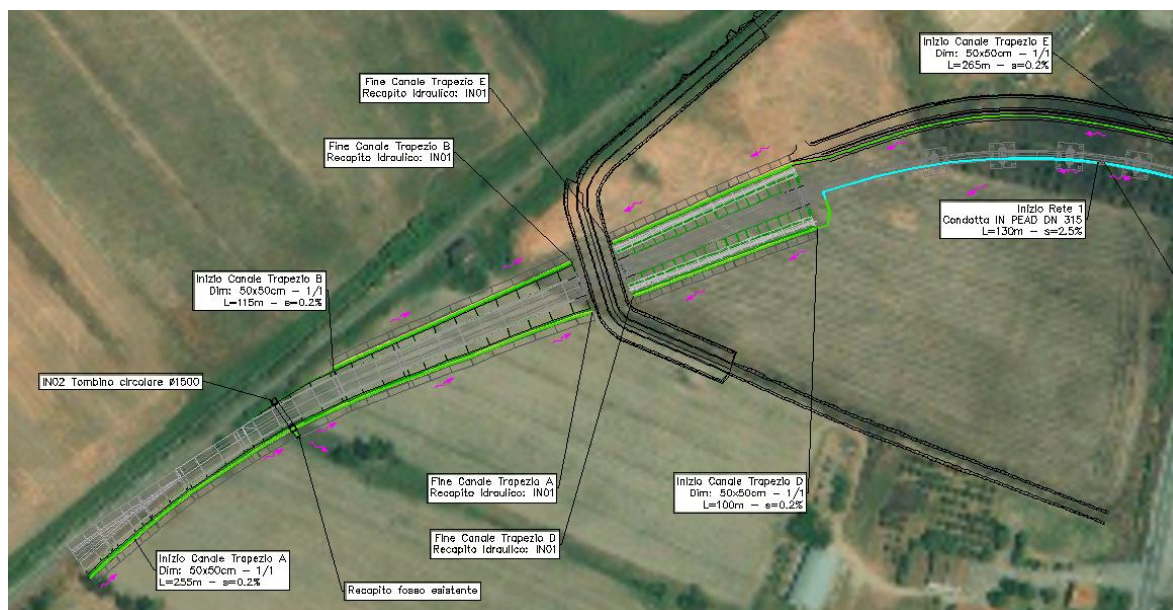 Inizio Canale Trapezio E
Dim: 50x50cm – 1/1
L=265m – s=0.2%
Fine Canale Trapezio E
Recapito Idraulico: IN01
Fine Canale Trapezio B
Recapito Idraulico: IN01
Inizio Rete 1
Condotta IN PEAD DN 315
L=130m – s=2.5%
Inizio Canale Trapezio B
Dim: 50x50cm – 1/1
L=115m – s=0.2%
IN02 Tombino circolare Ø1500
Fine Canale Trapezio A
Recapito Idraulico: IN01
Inizio Canale Trapezio D
Dim: 50x50cm – 1/1
L=100m – s=0.2%
Fine Canale Trapezio D
Recapito Idraulico: IN01
Inizio Canale Trapezio A
Dim: 50x50cm – 1/1
L=255m – s=0.2%
Recapito fosso esistente